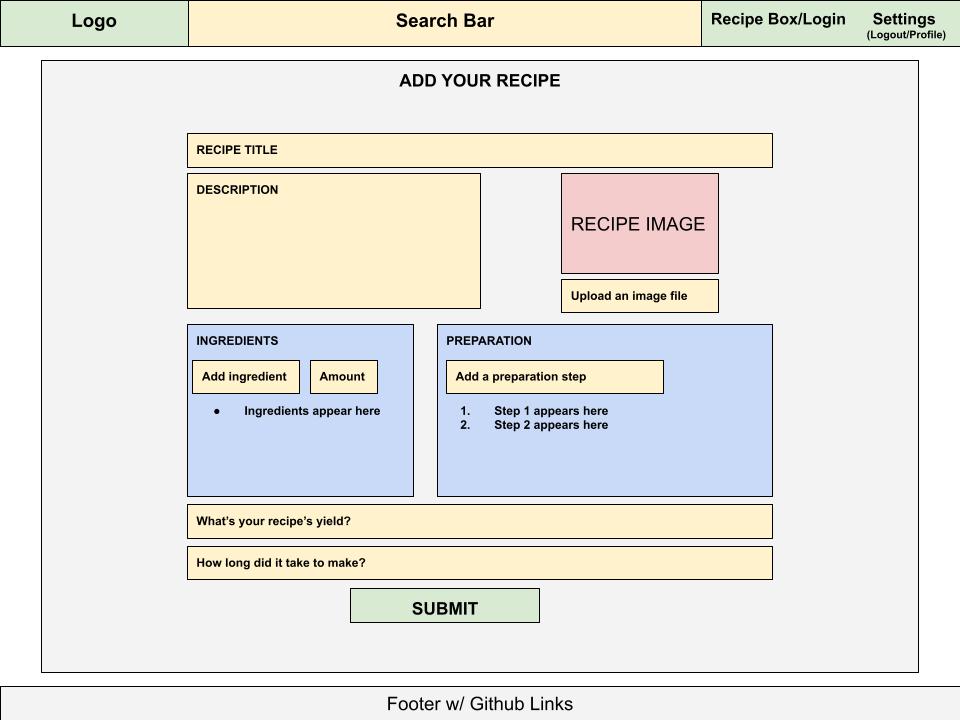 Logo
Search Bar
Recipe Box/Login
Settings
(Logout/Profile)
ADD YOUR RECIPE
RECIPE TITLE
DESCRIPTION
RECIPE IMAGE
Upload an image file
INGREDIENTS
Add ingredient
Amount
● Ingredients appear here
PREPARATION
Add a preparation step
1. Step 1 appears here
2. Step 2 appears here
What’s your recipe’s yield?
How long did it take to make?
SUBMIT
Footer w/ Github Links